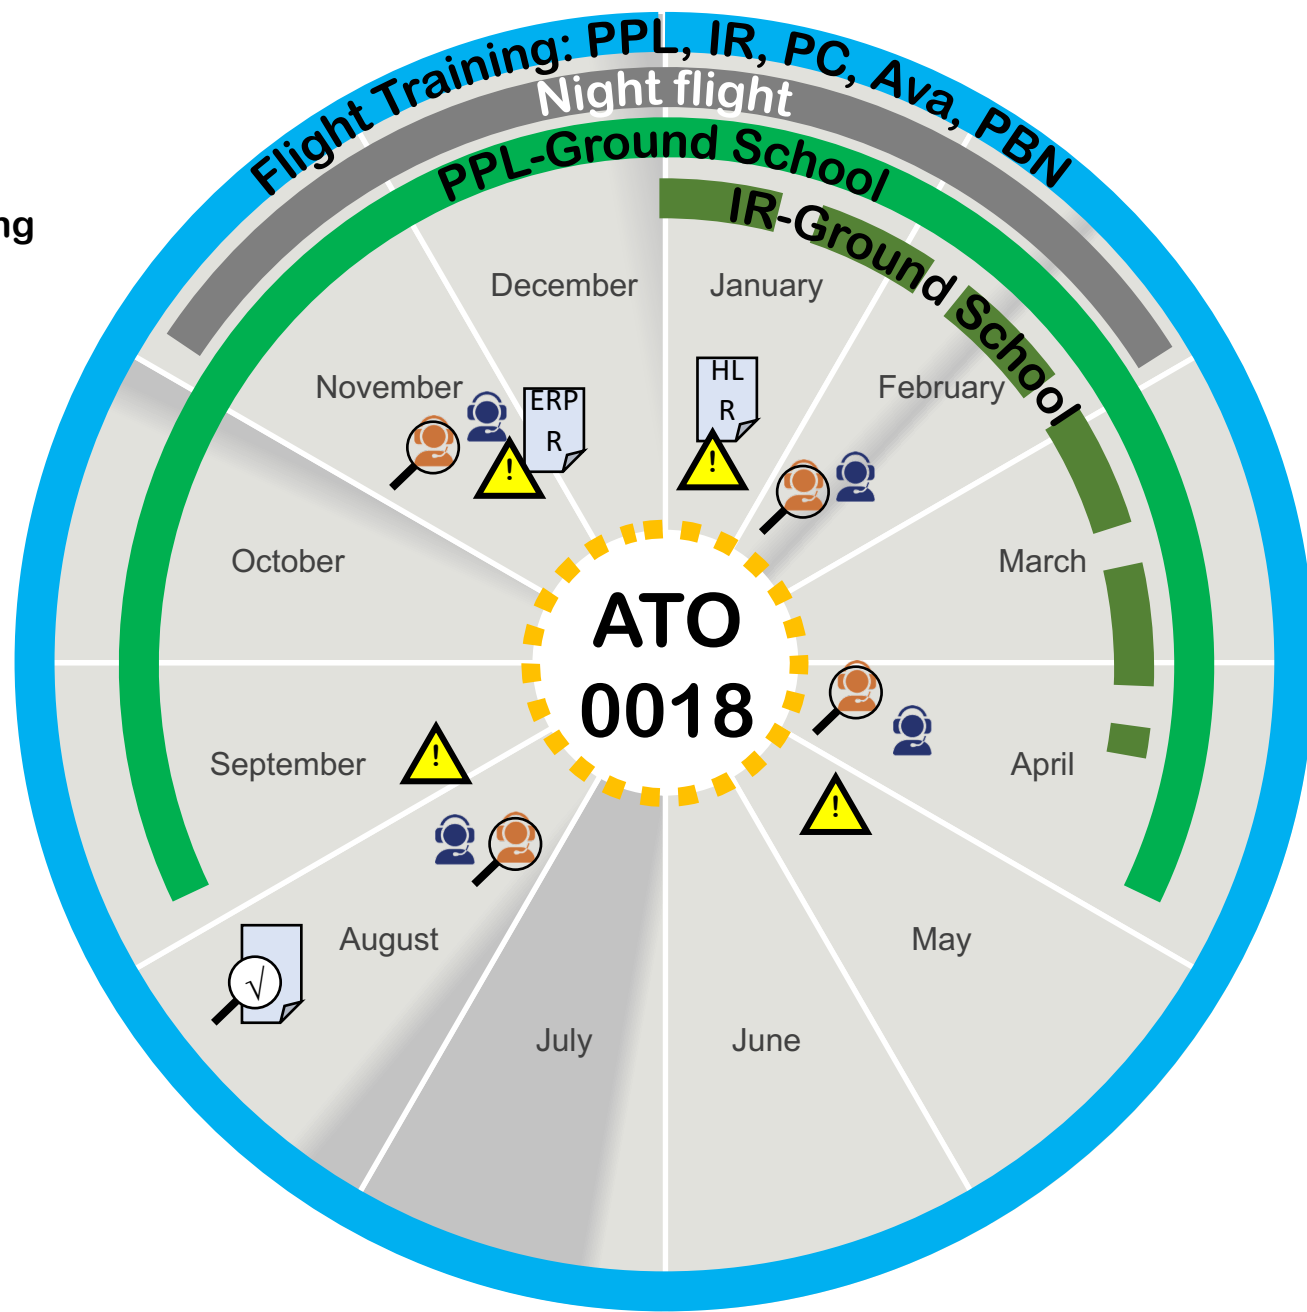 Flight Training: PPL, IR, PC, Ava, PBN
Night flight
PPL-Ground School
IR-Ground School
December
January
November
February
ERP
R
HL
R
!
!
October
March
ATO
0018
September
April
!
!
August
May
√
July
June